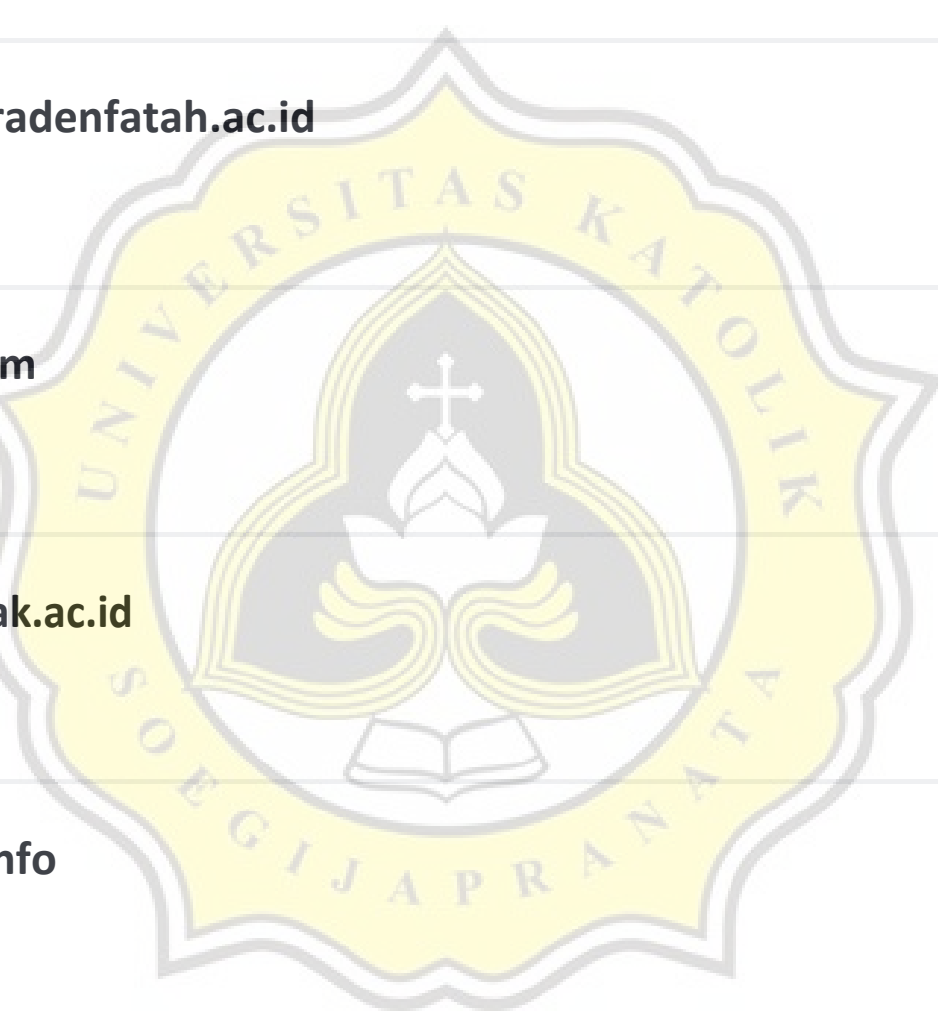 radenfatah.ac.id
UNIVERSITAS KATOLIK
m
ak.ac.id
nfo
SOEGIJAPRANATA